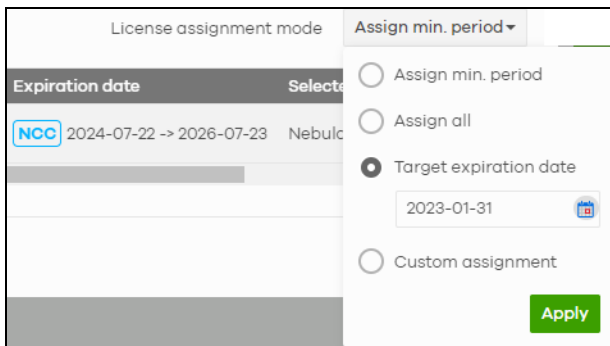 License assignment mode Assign min. period
Expiration date
Assign min. period
NCC 2024-07-22 -> 2026-07-23
Assign all
Target expiration date
2023-01-31
Custom assignment
Apply